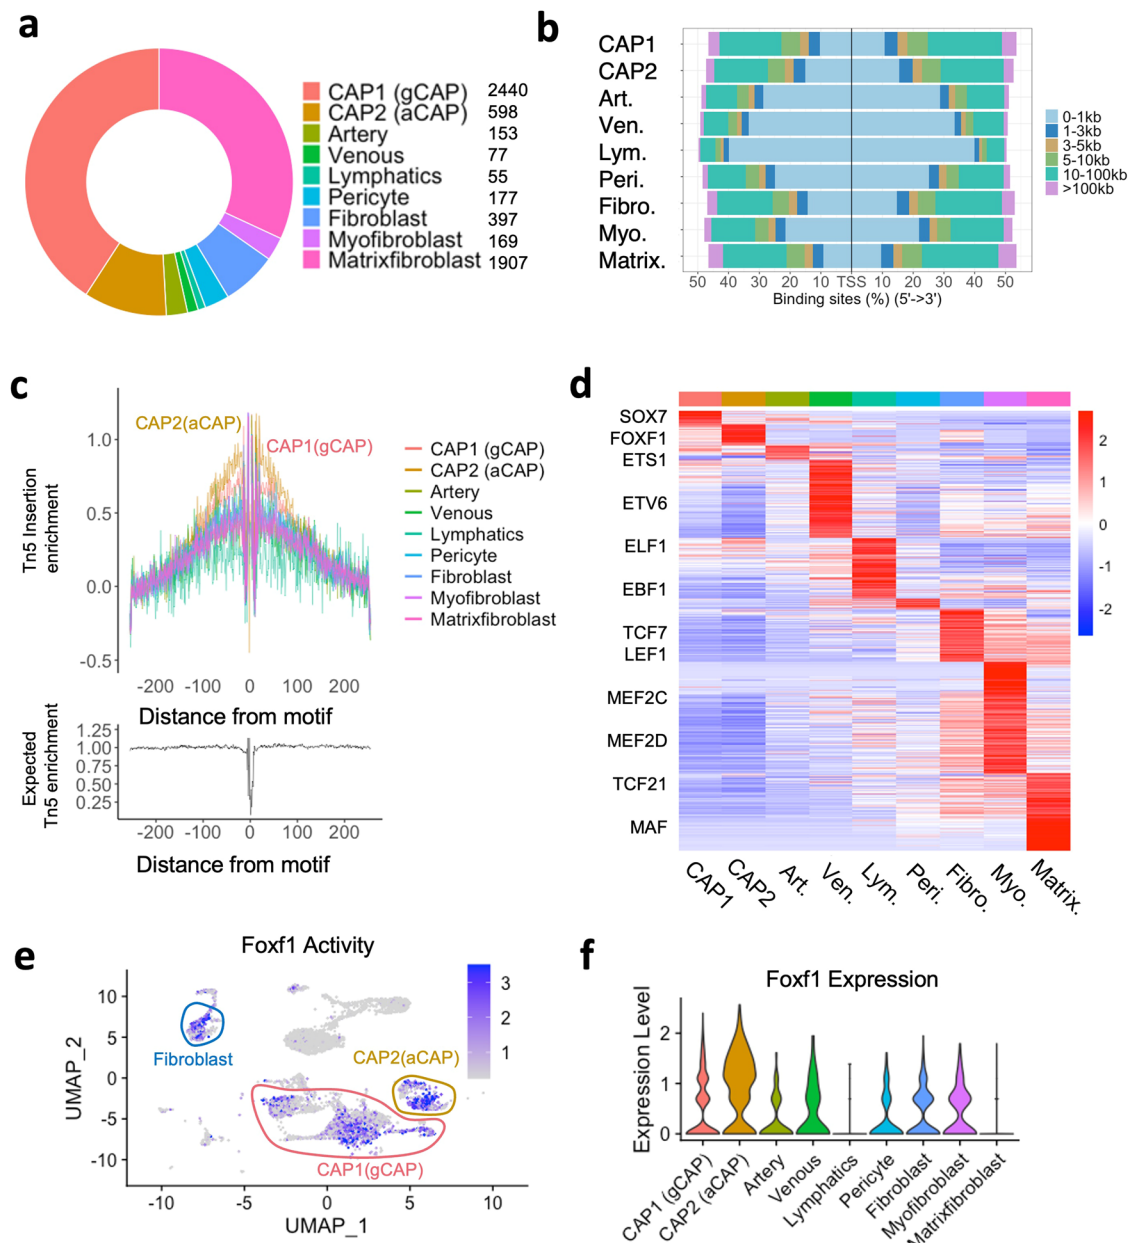 a
CAP1 (gCAP) 2440
CAP2 (aCAP) 598
Artery 153
Venous 77
Lymphatics 55
Pericyte 177
Fibroblast 397
Myofibroblast 169
Matrixfibroblast 1907
b
CAP1
CAP2
Art.
Ven.
Lym.
Peri.
Fibro.
Myo.
Matrix.
50 40 30 20 10 TSS 10 20 30 40 50
Binding sites (%) (5'->3')
0-1kb
1-3kb
3-5kb
5-10kb
10-100kb
>100kb
c
CAP2(aCAP)
CAP1(gCAP)
Tn5 Insertion
enrichment
1.0
0.5
0.0
-0.5
-200 -100 0 100 200
Distance from motif
CAP1 (gCAP)
CAP2 (aCAP)
Artery
Venous
Lymphatics
Pericyte
Fibroblast
Myofibroblast
Matrixfibroblast
Expected
Tn5 enrichment
1.25
1.00
0.75
0.50
0.25
-200 -100 0 100 200
Distance from motif
d
SOX7
FOXF1
ETS1
ETV6
ELF1
EBF1
TCF7
LEF1
MEF2C
MEF2D
TCF21
MAF
CAP1 CAP2 Art. Ven. Lym. Peri. Fibro. Myo. Matrix.
2
1
0
-1
-2
e
Foxf1 Activity
UMAP_2
10
5
0
-5
-10
Fibroblast
CAP2(aCAP)
CAP1(gCAP)
3
2
1
-10 -5 0 5 10
UMAP_1
f
Foxf1 Expression
Expression Level
2
1
0
CAP1 (gCAP)
CAP2 (aCAP)
Artery
Venous
Lymphatics
Pericyte
Fibroblast
Myofibroblast
Matrixfibroblast